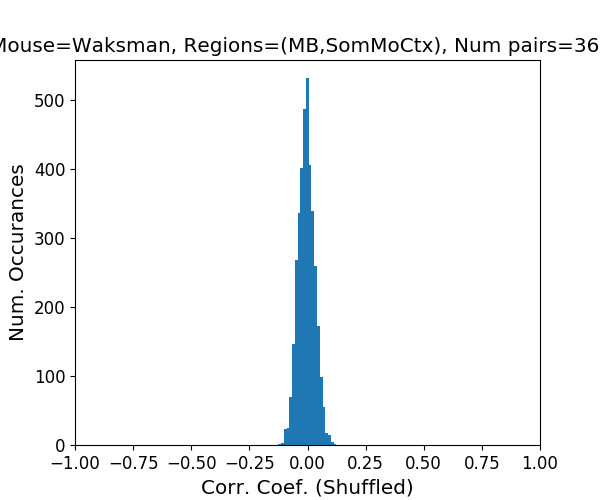 Mouse=Waksman, Regions=(MB,SomMoCtx), Num pairs=36
Num. Occurances
500
400
300
200
100
0
−1.00 −0.75 −0.50 −0.25 0.00 0.25 0.50 0.75 1.00
Corr. Coef. (Shuffled)